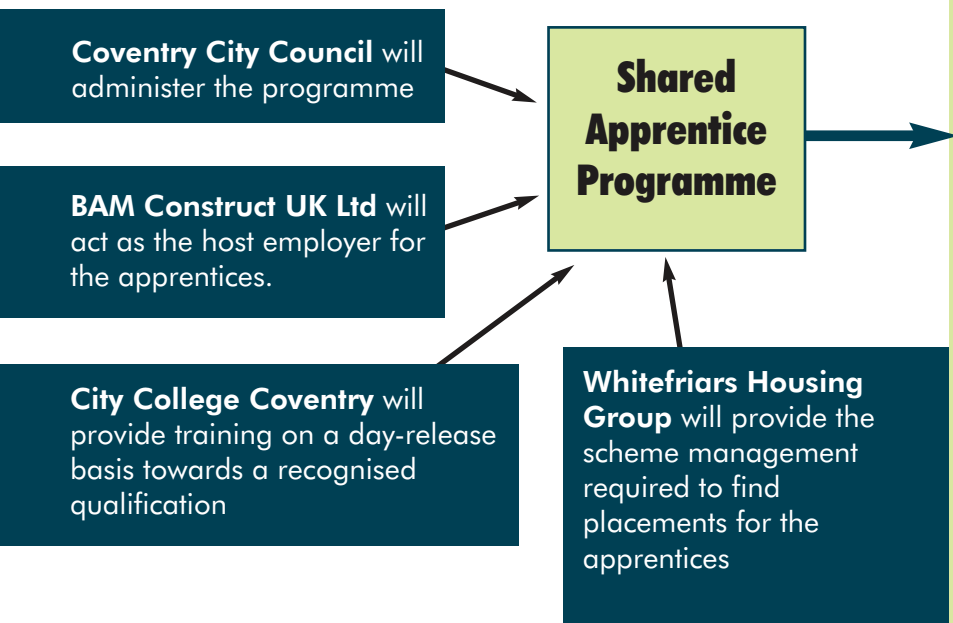 Coventry City Council will
administer the programme
Shared
Apprentice
Programme
BAM Construct UK Ltd will
act as the host employer for
the apprentices.
City College Coventry will
provide training on a day-release
basis towards a recognised
qualification
Whitefriars Housing
Group will provide the
scheme management
required to find
placements for the
apprentices